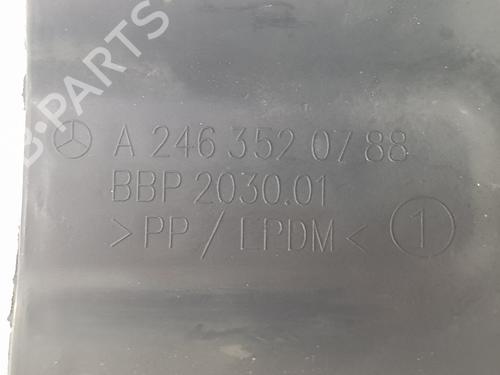 B-PARTS
A 246 352 07 88
BBP 2030.01
>PP/EPDM< 1